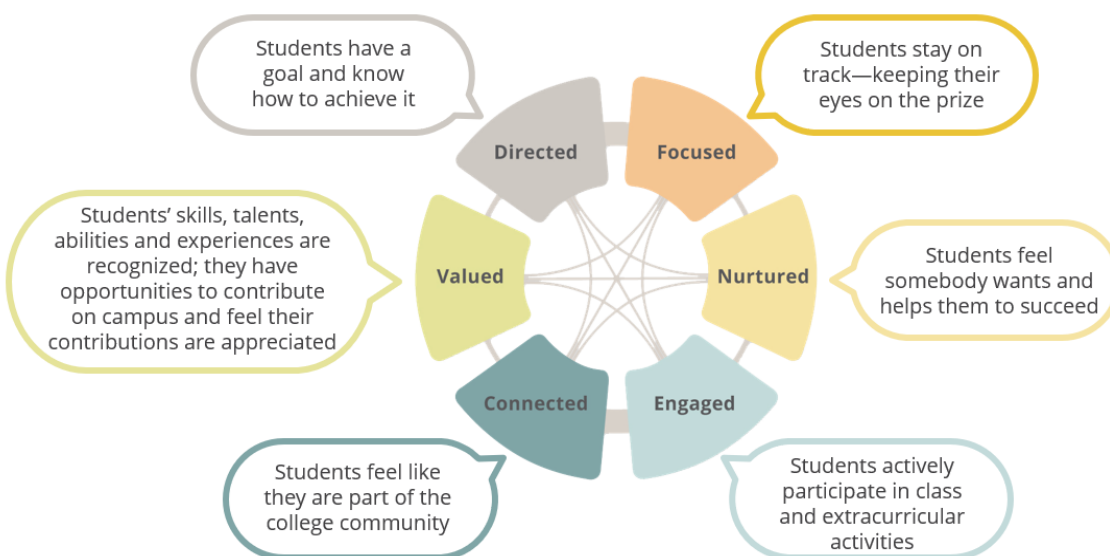 Students have a
goal and know
how to achieve it
Students stay on
track—keeping their
eyes on the prize
Directed
Focused
Students’ skills, talents,
abilities and experiences are
recognized; they have
opportunities to contribute
on campus and feel their
contributions are appreciated
Valued
Nurtured
Students feel
somebody wants and
helps them to succeed
Connected
Engaged
Students feel like
they are part of the
college community
Students actively
participate in class
and extracurricular
activities